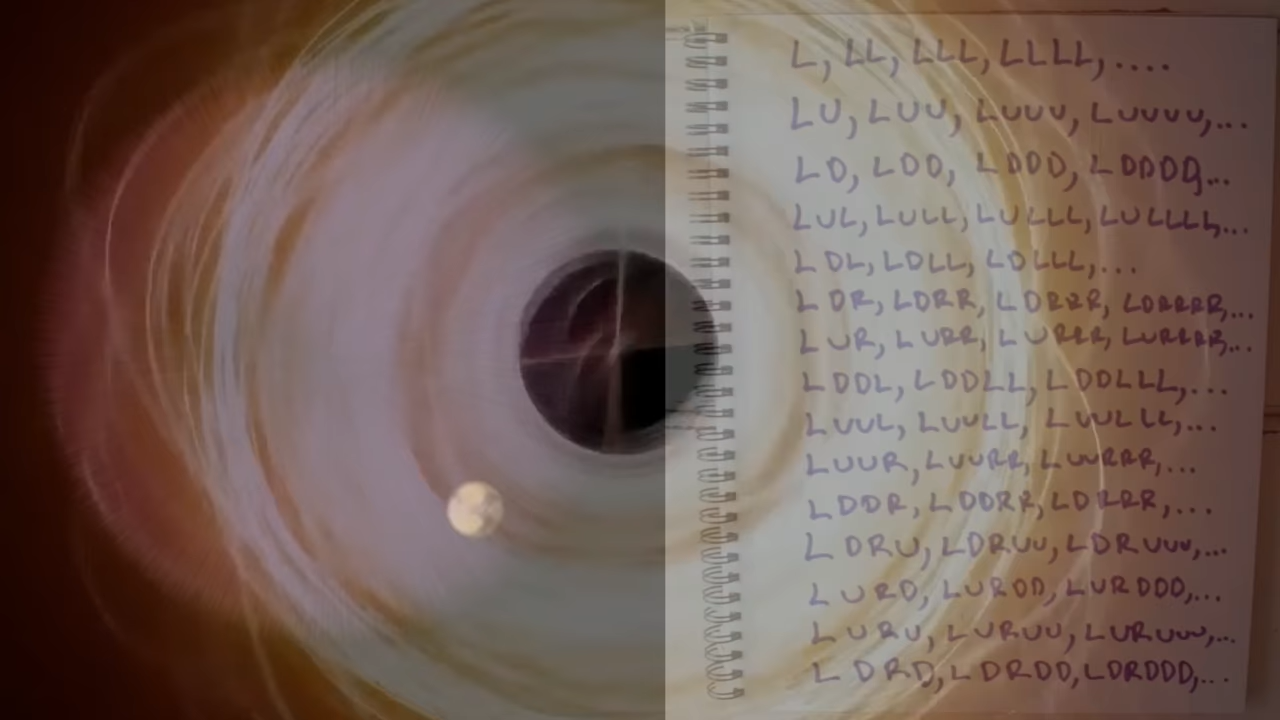 L, LL, LLL, LLLL, ....
LU, LUU, LUUU, LUUUU,...
LD, LDD, LDDD, LDDDD,...
LUL, LULL, LULLL, LULLLL,...
LDL, LDLL, LDLLL,...
LDR, LDRR, LDRRR, LDRRRR,...
LUR, LURR, LURRR, LURRRR,...
LDDL, LDDLL, LDDLLL,...
LUUL, LUULL, LUULLL,...
LUUR, LUURR, LUURRR,...
LDDR, LDDRR, LDRRR,...
LDRU, LDRUU, LDRUUU,...
LURD, LURDD, LURDDD,...
LURU, LURUU, LURUUU,...
LDRD, LDRDD, LDRDDD,...